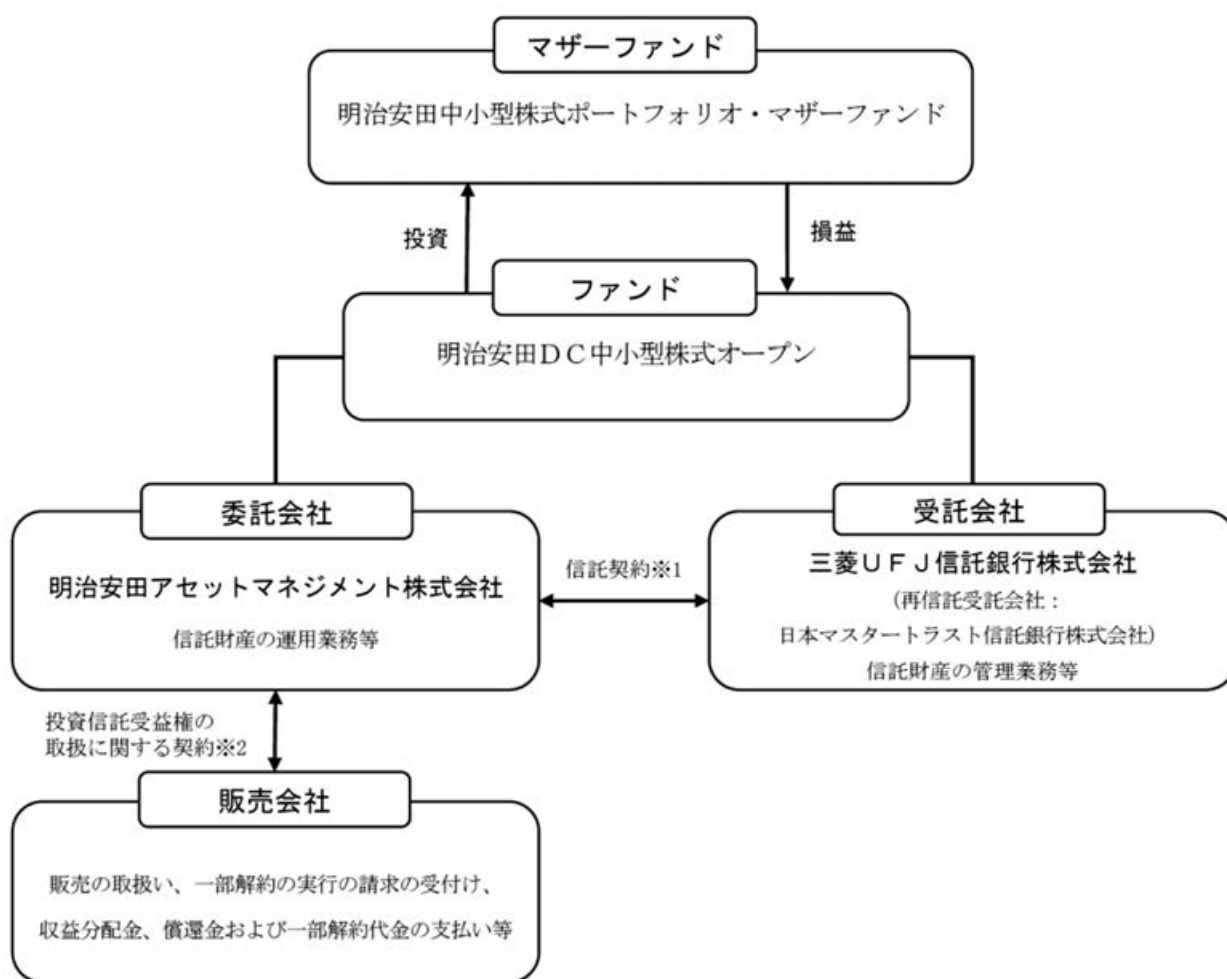 マザーファンド
明治安田中小型株式ポートフォリオ・マザーファンド
投資
損益
ファンド
明治安田ＤＣ中小型株式オープン
委託会社
明治安田アセットマネジメント株式会社
信託財産の運用業務等
信託契約※1
受託会社
三菱ＵＦＪ信託銀行株式会社
(再信託受託会社：
日本マスタートラスト信託銀行株式会社)
信託財産の管理業務等
投資信託受益権の
取扱に関する契約※2
販売会社
販売の取扱い、一部解約の実行の請求の受付け、
収益分配金、償還金および一部解約代金の支払い等